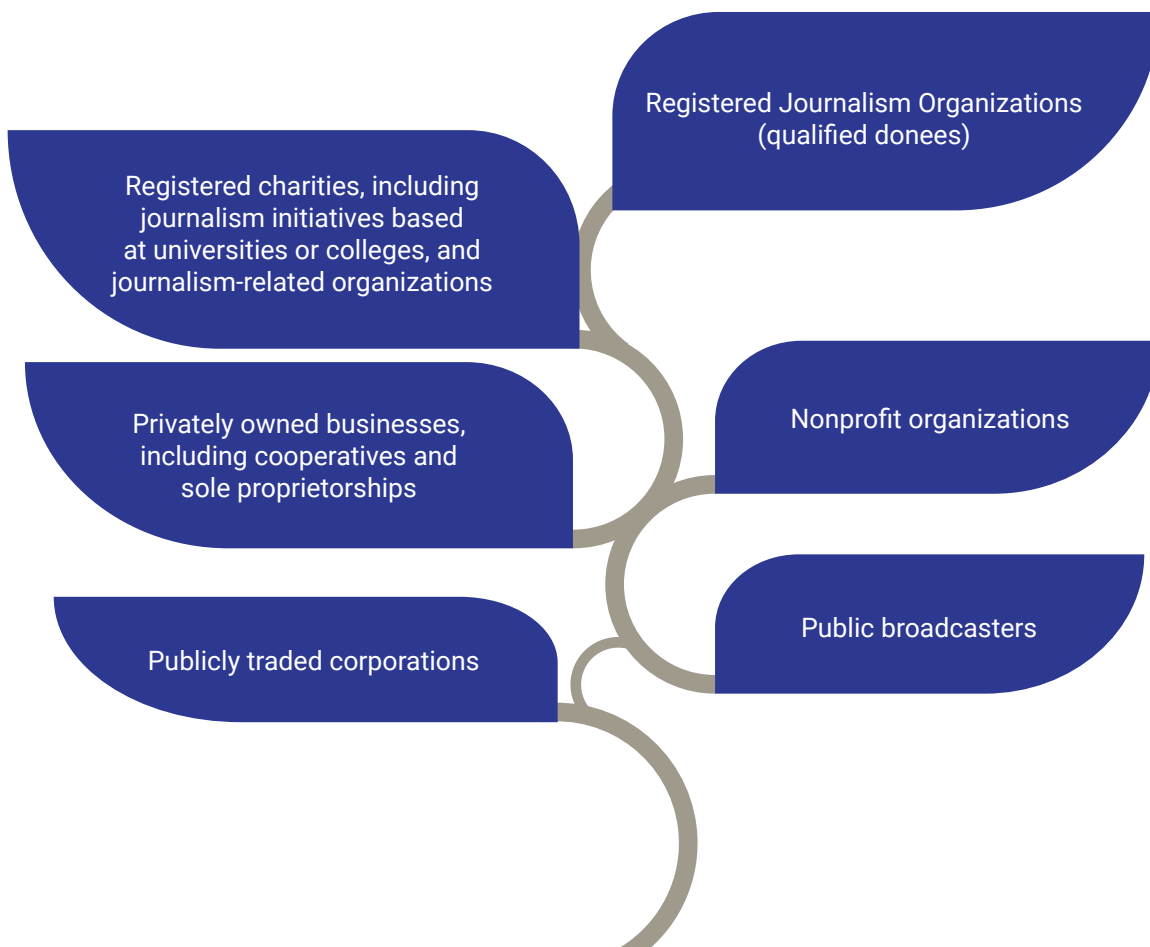 Registered Journalism Organizations
(qualified donees)
Registered charities, including
journalism initiatives based
at universities or colleges, and
journalism-related organizations
Nonprofit organizations
Privately owned businesses,
including cooperatives and
sole proprietorships
Public broadcasters
Publicly traded corporations